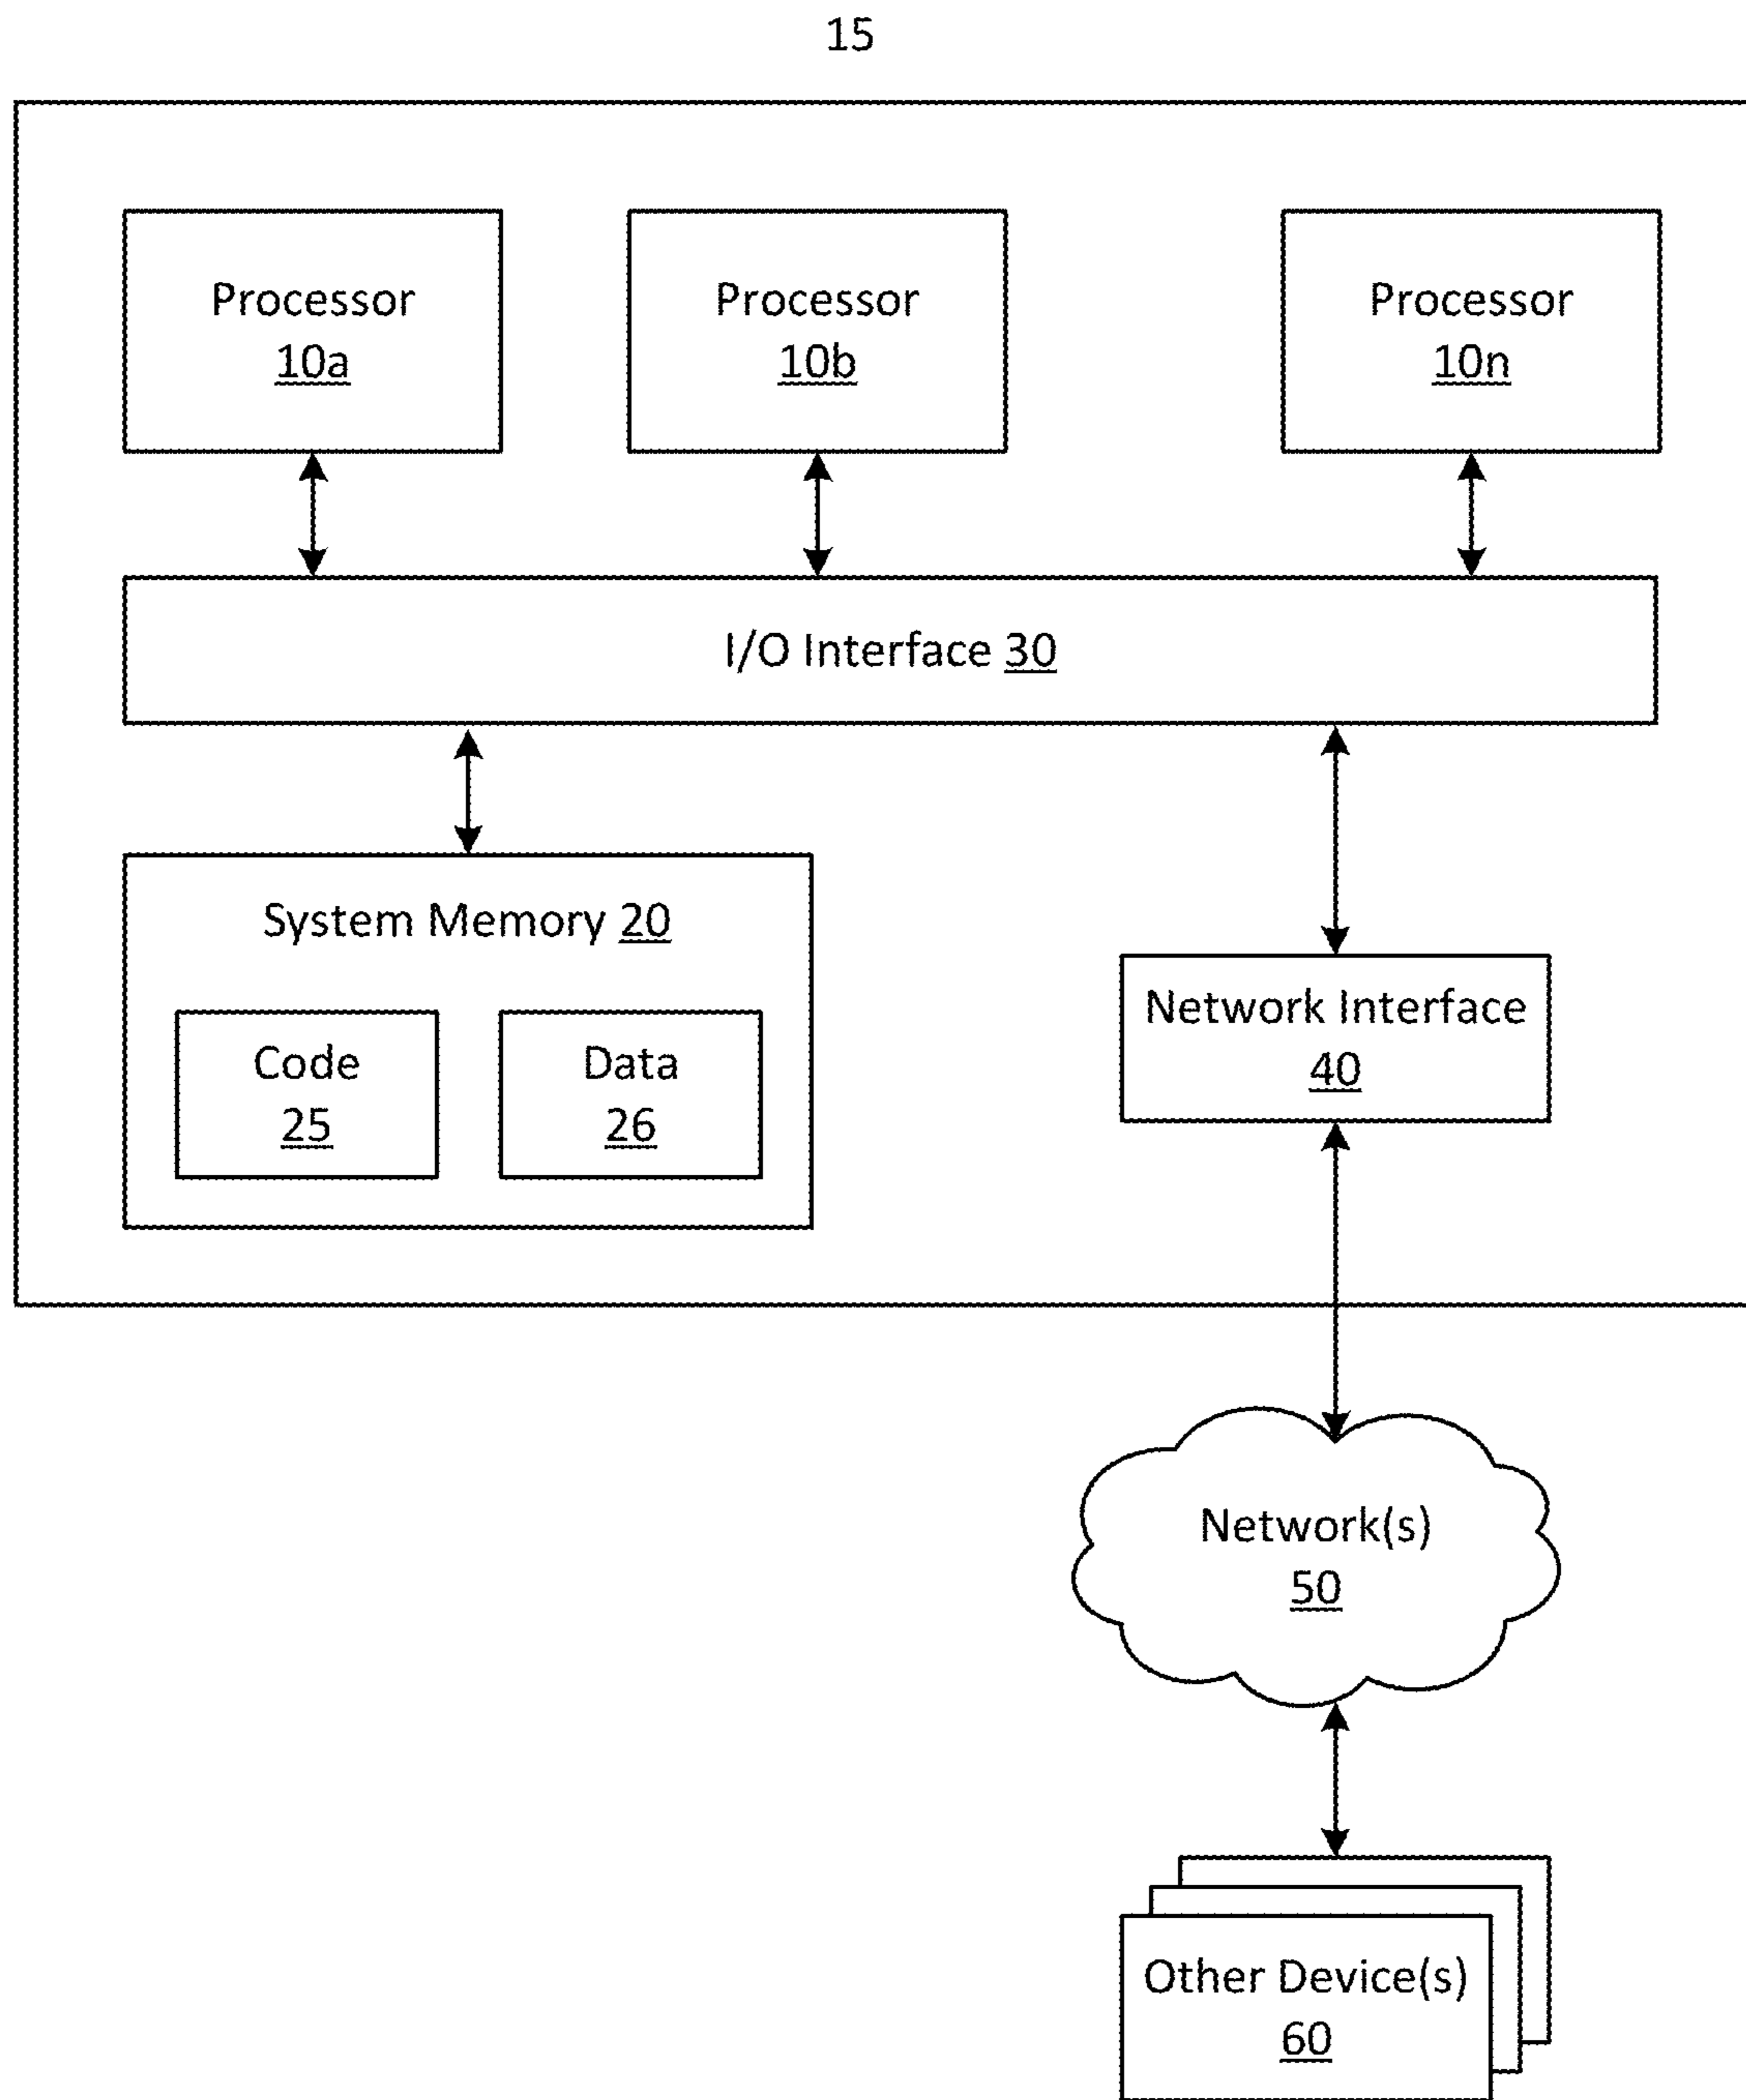 15
Processor
10a
Processor
10b
Processor
10n
I/O Interface 30
System Memory 20
Code
25
Data
26
Network Interface
40
Network(s)
50
Other Device(s)
60